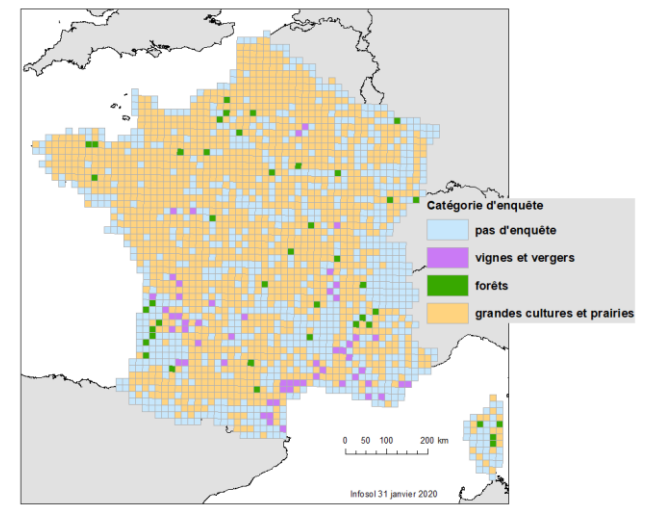 Catégorie d'enquête
pas d'enquête
vignes et vergers
forêts
grandes cultures et prairies
0 50 100 200 km
Infosol 31 janvier 2020